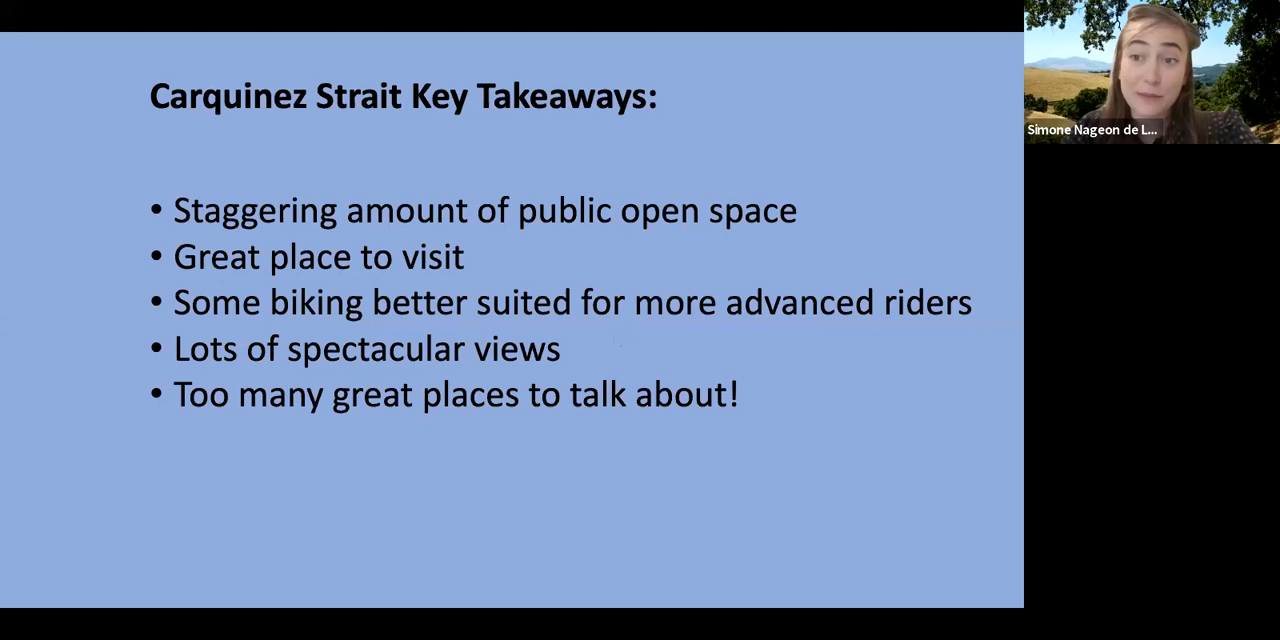 Carquinez Strait Key Takeaways:
• Staggering amount of public open space
• Great place to visit
• Some biking better suited for more advanced riders
• Lots of spectacular views
• Too many great places to talk about!
Simone Nageon de L...